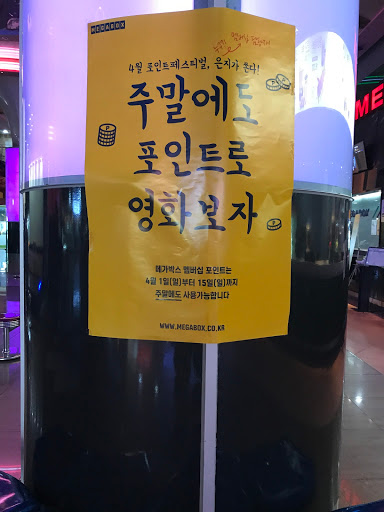 MEGABOX
4월 포인트페스티벌, 은지가 쏜다!
주말에도
포인트로
영화보자
메가박스 멤버십 포인트는
4월 1일(일)부터 15일(일)까지
주말에도 사용가능합니다
WWW.MEGABOX.CO.KR
ME